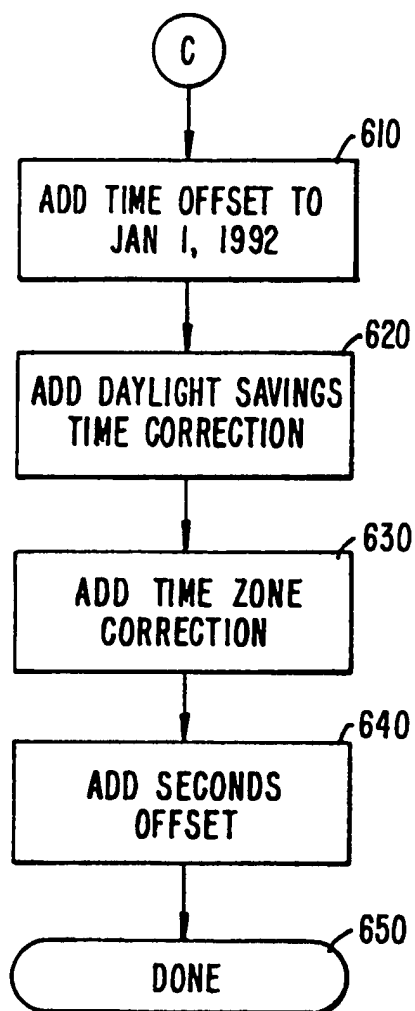 C
610
ADD TIME OFFSET TO
JAN 1, 1992
620
ADD DAYLIGHT SAVINGS
TIME CORRECTION
630
ADD TIME ZONE
CORRECTION
640
ADD SECONDS
OFFSET
650
DONE